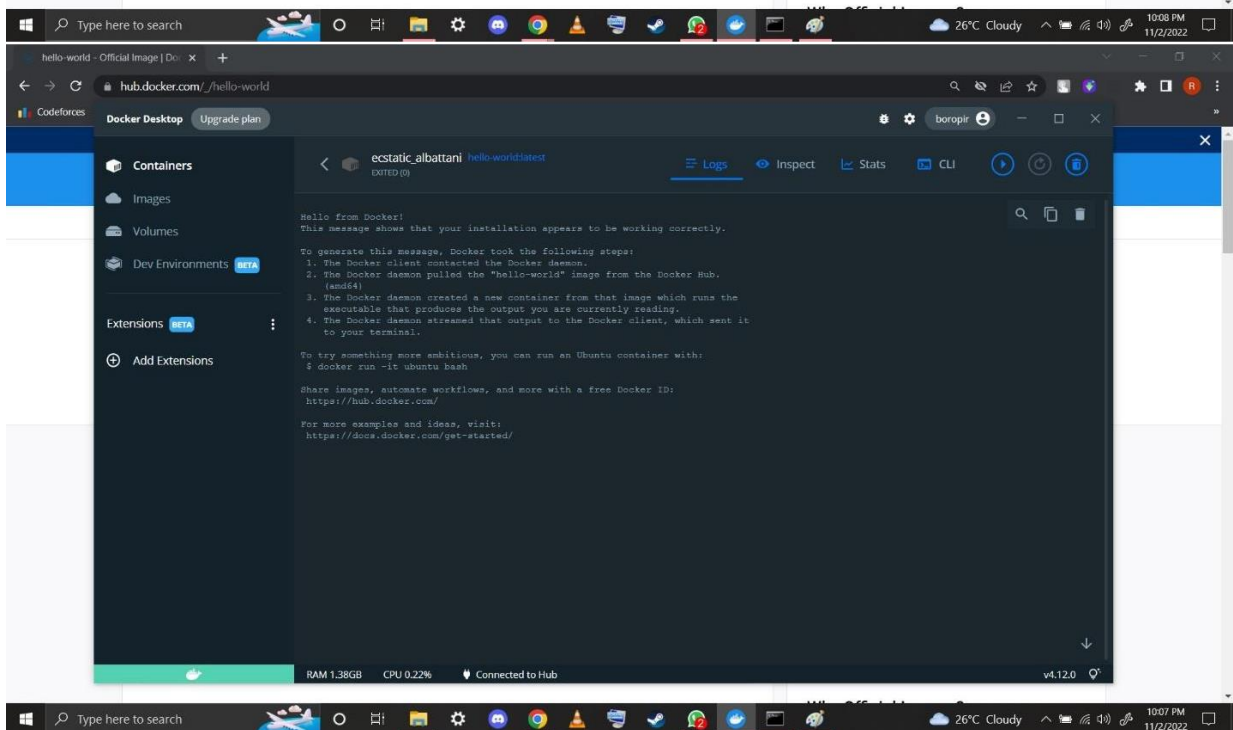 Type here to search
26°C Cloudy
10:08 PM
11/2/2022
hello-world - Official Image | Doc
hub.docker.com/_/hello-world
R
Codeforces
Docker Desktop
Upgrade plan
boropir
Containers
Images
Volumes
Dev Environments BETA
Extensions BETA
Add Extensions
ecstatic_albattani hello-world:latest
EXITED (0)
Logs
Inspect
Stats
CLI
Hello from Docker!
This message shows that your installation appears to be working correctly.
To generate this message, Docker took the following steps:
1. The Docker client contacted the Docker daemon.
2. The Docker daemon pulled the "hello-world" image from the Docker Hub.
(amd64)
3. The Docker daemon created a new container from that image which runs the
executable that produces the output you are currently reading.
4. The Docker daemon streamed that output to the Docker client, which sent it
to your terminal.
To try something more ambitious, you can run an Ubuntu container with:
$ docker run -it ubuntu bash
Share images, automate workflows, and more with a free Docker ID:
https://hub.docker.com/
For more examples and ideas, visit:
https://docs.docker.com/get-started/
RAM 1.38GB CPU 0.22% Connected to Hub
v4.12.0
Type here to search
2
26°C Cloudy
10:07 PM
11/2/2022